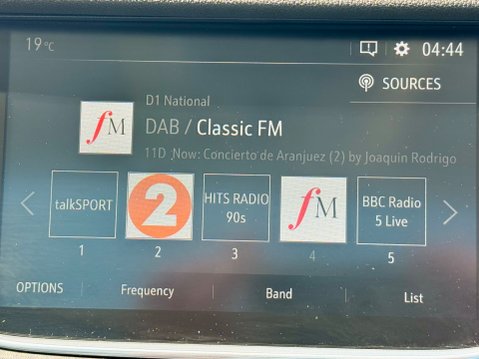 19°C
04:44
SOURCES
D1 National
fM
DAB / Classic FM
11D Now: Concierto de Aranjuez (2) by Joaquin Rodrigo
talkSPORT
2
HITS RADIO
90s
fM
BBC Radio
5 Live
1
2
3
4
5
OPTIONS
Frequency
Band
List